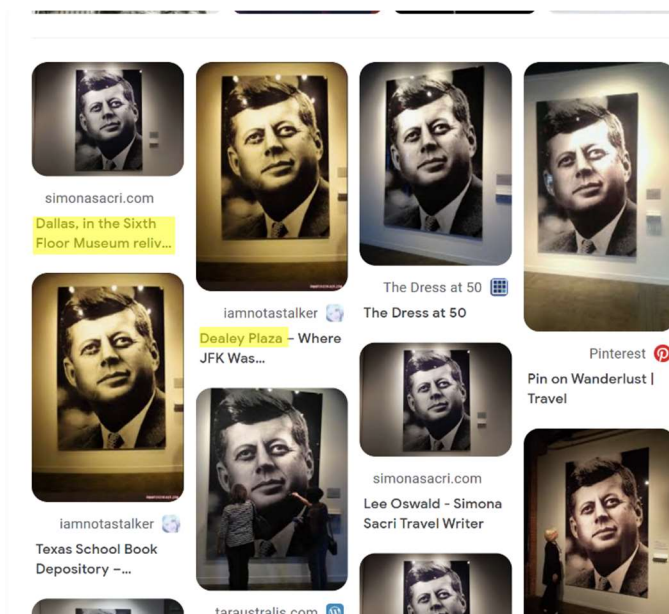 simonasacri.com
Dallas, in the Sixth
Floor Museum reliv...
iamnotastalker
Texas School Book
Depository –...
iamnotastalker
Dealey Plaza – Where
JFK Was...
taraustralis.com
The Dress at 50
The Dress at 50
simonasacri.com
Lee Oswald - Simona
Sacri Travel Writer
Pinterest
Pin on Wanderlust |
Travel